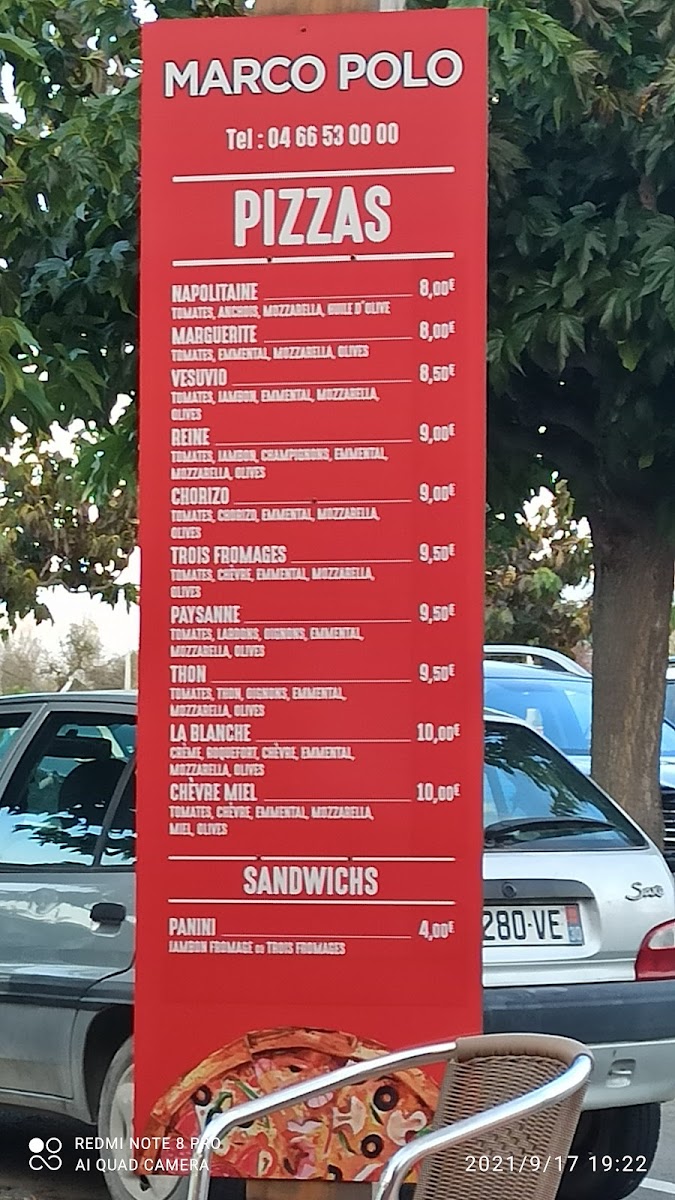 MARCO POLO
Tel : 04 66 53 00 00
PIZZAS
NAPOLITAINE 8,00€
TOMATES, ANCHOIS, MOZZARELLA, HUILE D'OLIVE
MARGUERITE 8,00€
TOMATES, EMMENTAL, MOZZARELLA, OLIVES
VESUVIO 8,50€
TOMATES, JAMBON, EMMENTAL, MOZZARELLA,
OLIVES
REINE 9,00€
TOMATES, JAMBON, CHAMPIGNONS, EMMENTAL,
MOZZARELLA, OLIVES
CHORIZO 9,00€
TOMATES, CHORIZO, EMMENTAL, MOZZARELLA,
OLIVES
TROIS FROMAGES 9,50€
TOMATES, CHÈVRE, EMMENTAL, MOZZARELLA,
OLIVES
PAYSANNE 9,50€
TOMATES, LARDONS, OIGNONS, EMMENTAL,
MOZZARELLA, OLIVES
THON 9,50€
TOMATES, THON, OIGNONS, EMMENTAL,
MOZZARELLA, OLIVES
LA BLANCHE 10,00€
CRÈME, ROQUEFORT, CHÈVRE, EMMENTAL,
MOZZARELLA, OLIVES
CHÈVRE MIEL 10,00€
TOMATES, CHÈVRE, EMMENTAL, MOZZARELLA,
MIEL, OLIVES
SANDWICHS
PANINI 4,00€
JAMBON FROMAGE OU TROIS FROMAGES
Saxo
280-VE
REDMI NOTE 8 PRO
AI QUAD CAMERA
2021/9/17 19:22